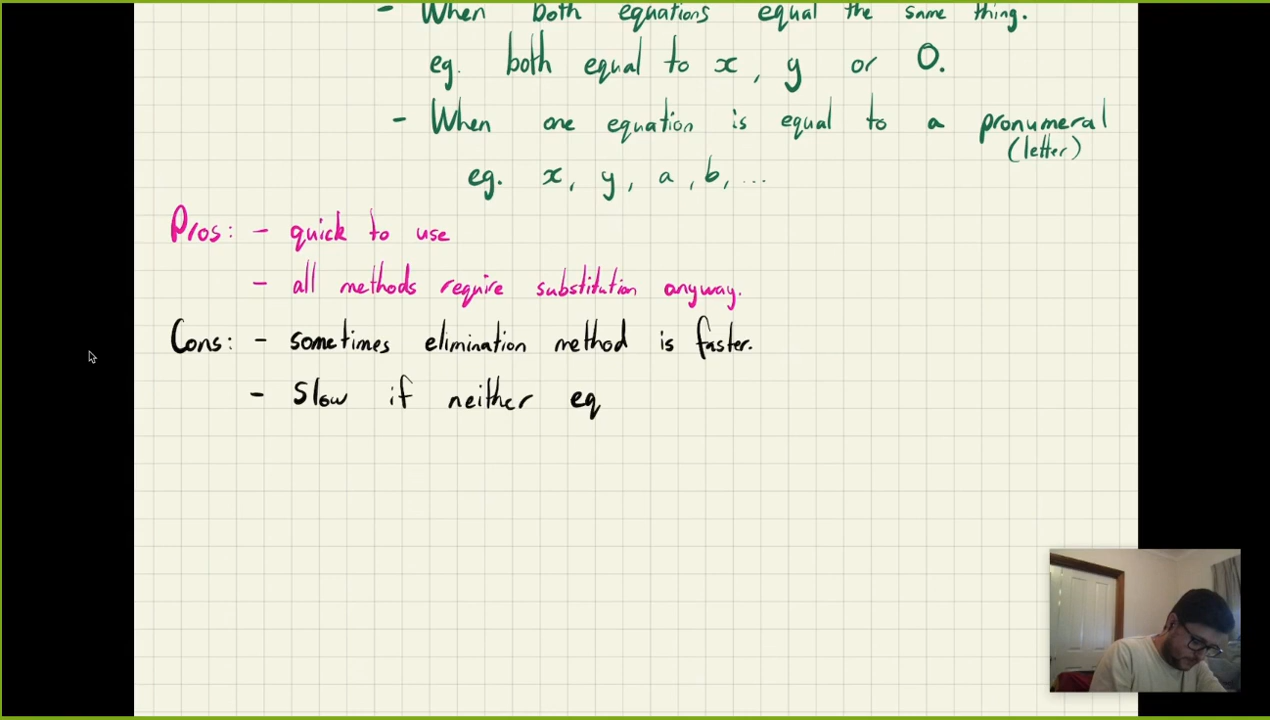 - When both equations equal the same thing.
eg. both equal to x, y or 0.
- When one equation is equal to a pronumeral
(letter)
eg. x, y, a, b, ...
Pros: - quick to use
- all methods require substitution anyway.
Cons: - sometimes elimination method is faster.
- Slow if neither eq